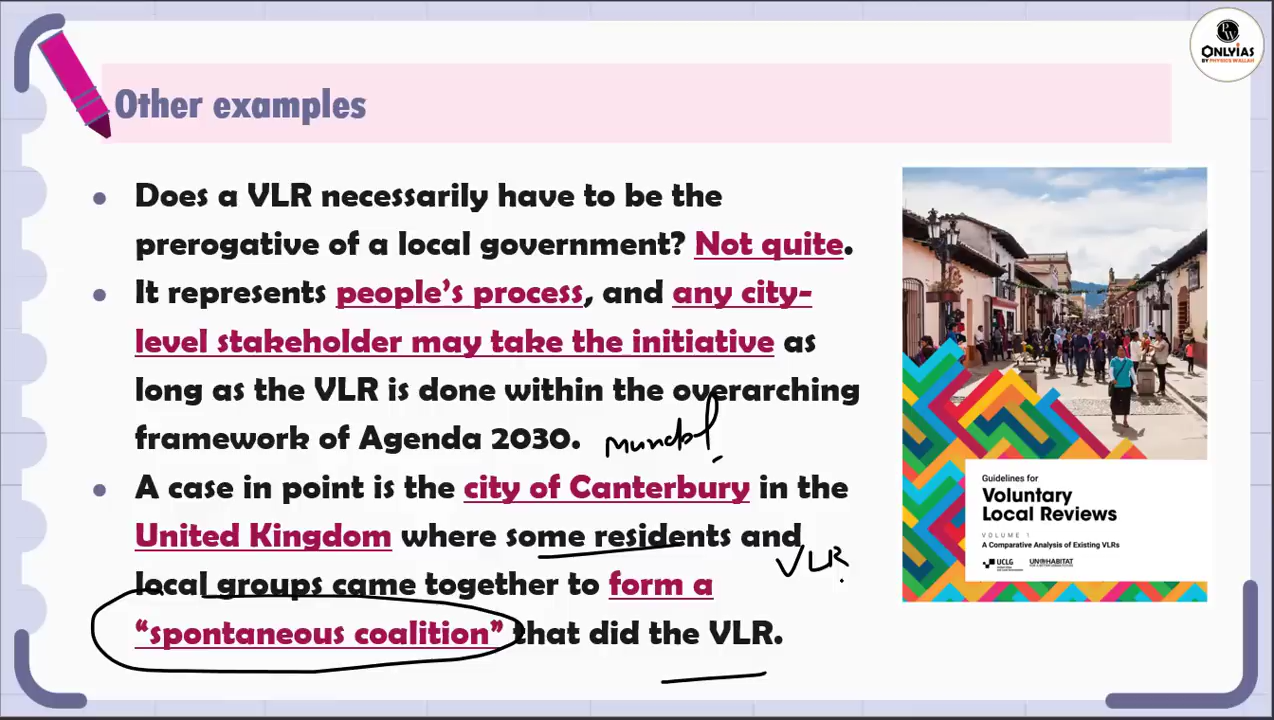 ONLYIAS
BY PHYSICS WALLAH
Other examples
• Does a VLR necessarily have to be the
prerogative of a local government? Not quite.
• It represents people’s process, and any city-
level stakeholder may take the initiative as
long as the VLR is done within the overarching
framework of Agenda 2030.
• A case in point is the city of Canterbury in the
United Kingdom where some residents and
VLR
local groups came together to form a
“spontaneous coalition” that did the VLR.
Guidelines for
Voluntary
Local Reviews
VOLUME 1
A Comparative Analysis of Existing VLRs
UCLG
UN HABITAT